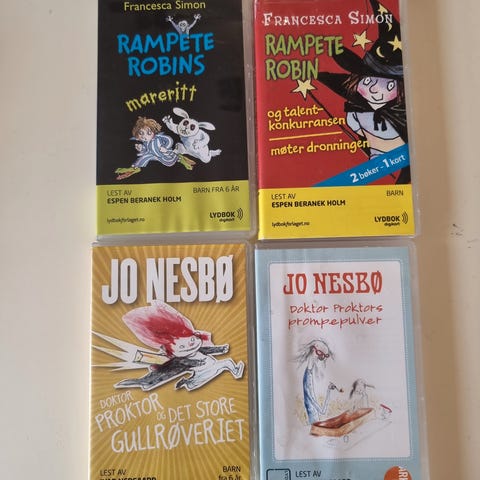 Francesca Simon
RAMPETE
ROBINS
mareritt
LEST AV
BARN FRA 6 ÅR
ESPEN BERANEK HOLM
lydbokforlaget.no
LYDBOK
digikort
FRANCESCA SIMON
RAMPETE
ROBIN
og talent-
konkurransen
møter dronningen
2 bøker - 1 kort
LEST AV
BARN
ESPEN BERANEK HOLM
lydbokforlaget.no
LYDBOK
digikort
JO NESBØ
DOKTOR
PROKTOR OG DET STORE
GULLRØVERIET
LEST AV
BARN
fra 6 år
JO NESBØ
Doktor Proktors
prompepulver
LEST AV